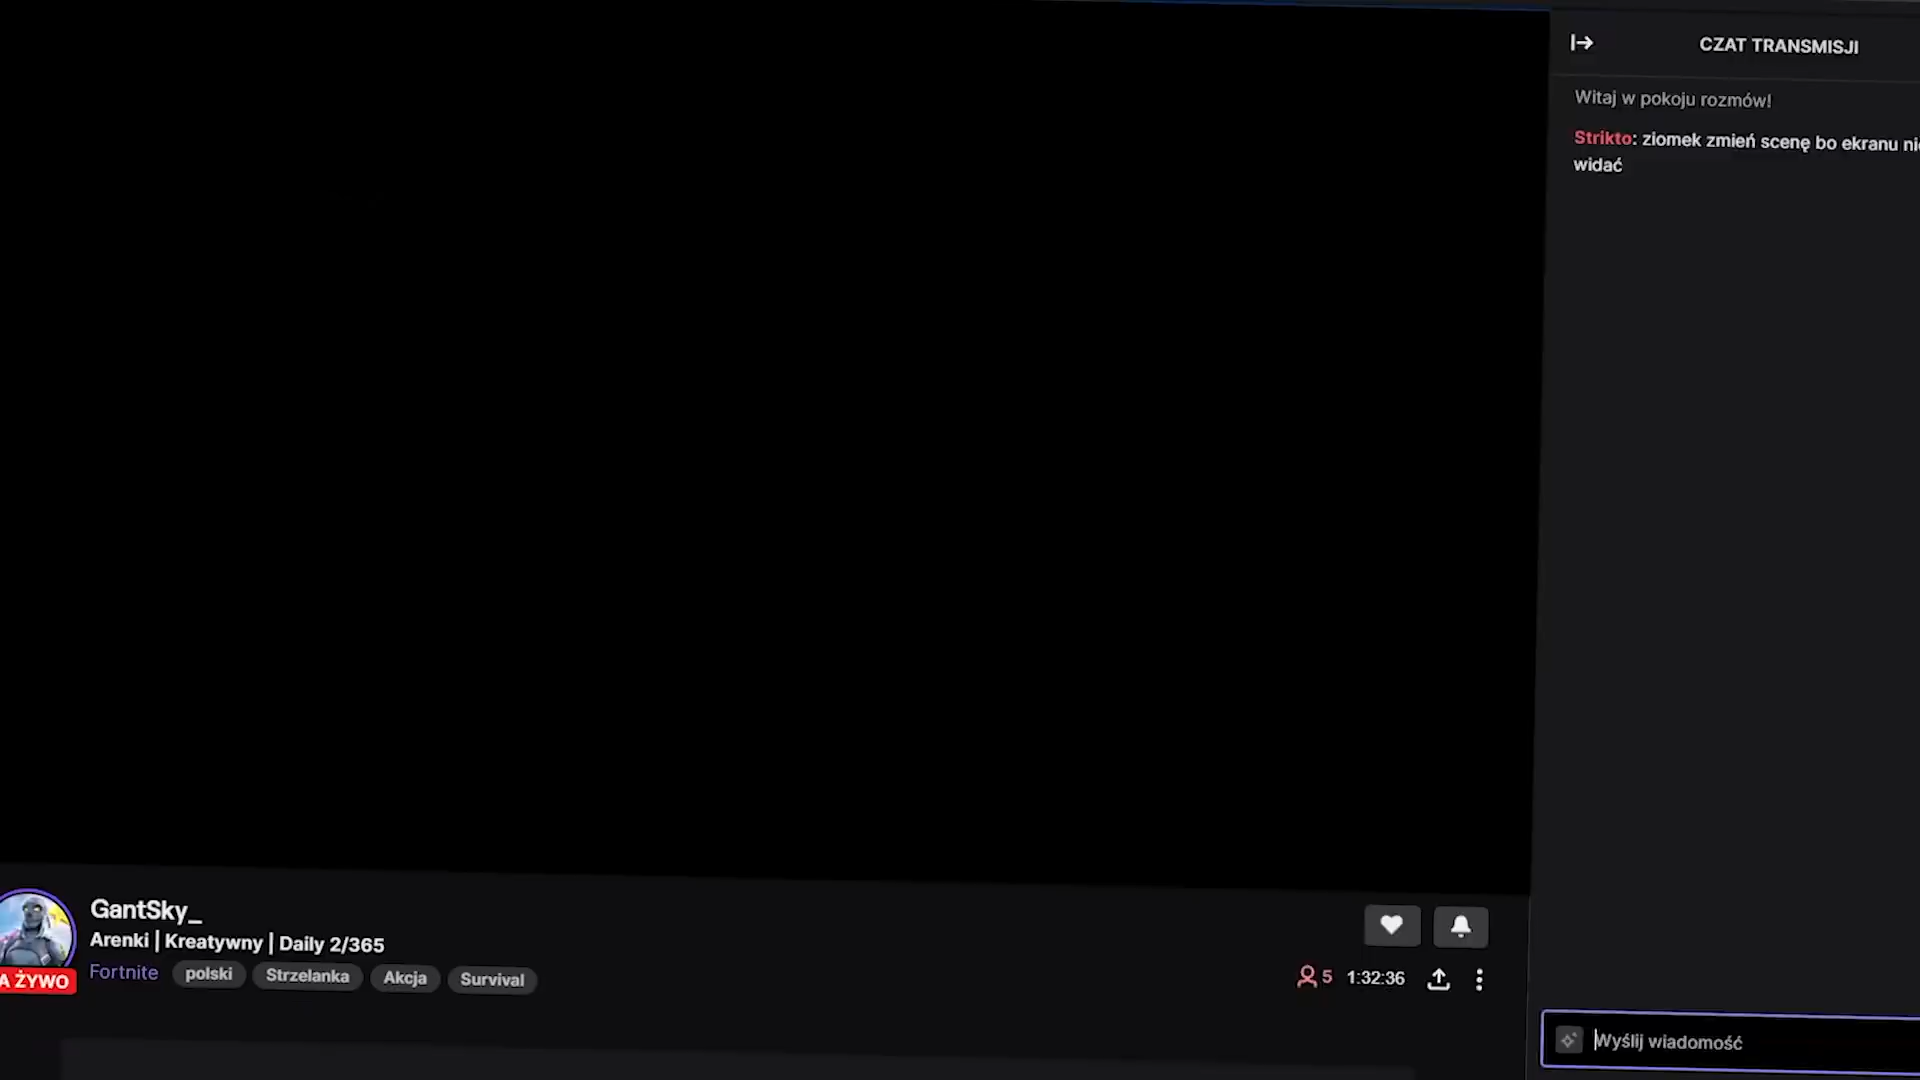 CZAT TRANSMISJI
Witaj w pokoju rozmów!
Strikto: ziomek zmień scenę bo ekranu
widać
GantSky_
Arenki | Kreatywny | Daily 2/365
ŻYWO
Fortnite polski Strzelanka Akcja Survival
5 1:32:36
Wyślij wiadomość